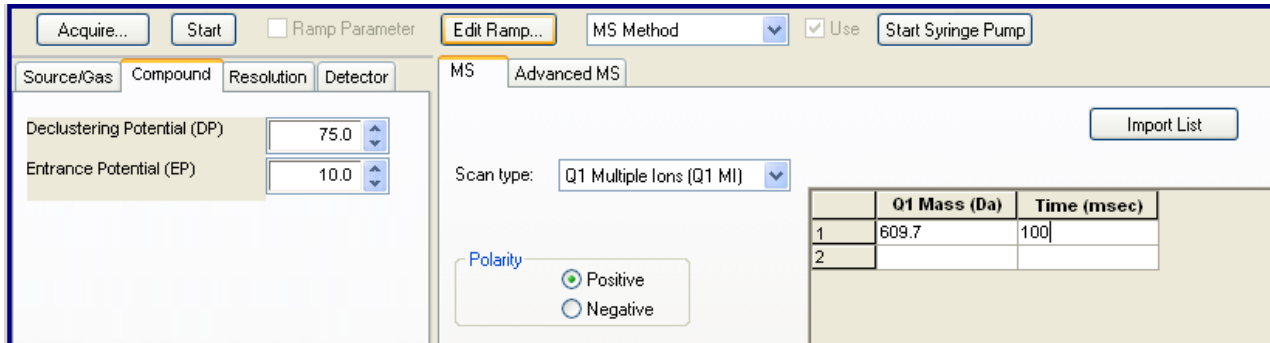 Acquire... Start Ramp Parameter Edit Ramp... MS Method Use Start Syringe Pump
Source/Gas Compound Resolution Detector
MS Advanced MS
Declustering Potential (DP) 75.0
Entrance Potential (EP) 10.0
Import List
Scan type: Q1 Multiple Ions (Q1 MI)
Q1 Mass (Da) Time (msec)
1 609.7 100
2
Polarity
Positive
Negative